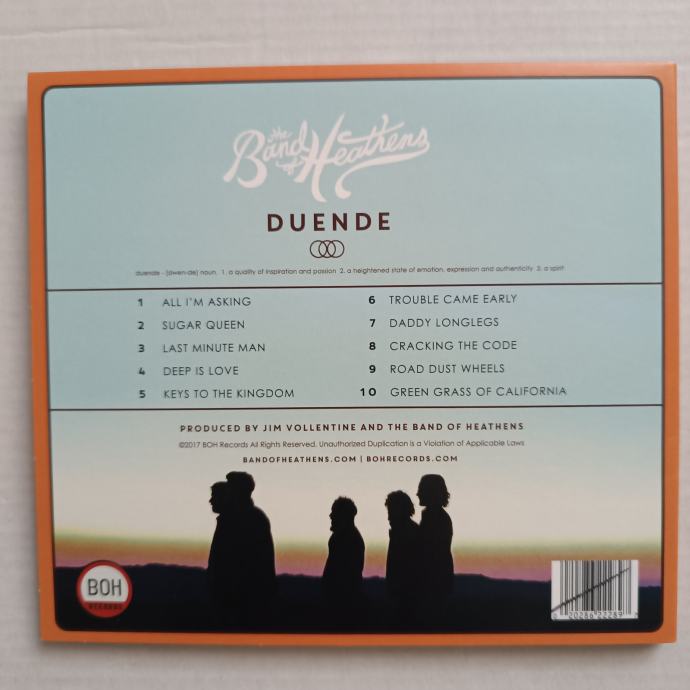 the Band of Heathens
DUENDE
duende - [dwen-de] noun. 1. a quality of inspiration and passion 2. a heightened state of emotion, expression and authenticity 3. a spirit
1 ALL I'M ASKING
2 SUGAR QUEEN
3 LAST MINUTE MAN
4 DEEP IS LOVE
5 KEYS TO THE KINGDOM
6 TROUBLE CAME EARLY
7 DADDY LONGLEGS
8 CRACKING THE CODE
9 ROAD DUST WHEELS
10 GREEN GRASS OF CALIFORNIA
PRODUCED BY JIM VOLLENTINE AND THE BAND OF HEATHENS
©2017 BOH Records All Rights Reserved. Unauthorized Duplication is a Violation of Applicable Laws
BANDOFHEATHENS.COM | BOHRECORDS.COM
BOH
RECORDS